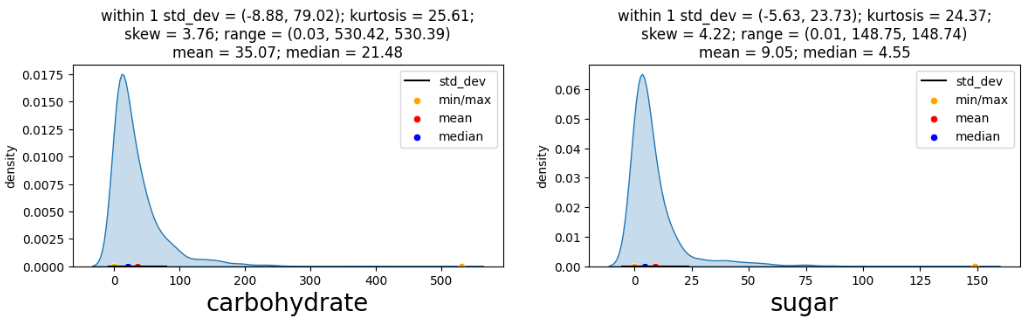 within 1 std_dev = (-8.88, 79.02); kurtosis = 25.61;
skew = 3.76; range = (0.03, 530.42, 530.39)
mean = 35.07; median = 21.48
std_dev
min/max
mean
median
0.0175
0.0150
0.0125
0.0100
0.0075
0.0050
0.0025
0.0000
density
0 100 200 300 400 500
carbohydrate
within 1 std_dev = (-5.63, 23.73); kurtosis = 24.37;
skew = 4.22; range = (0.01, 148.75, 148.74)
mean = 9.05; median = 4.55
std_dev
min/max
mean
median
0.06
0.05
0.04
0.03
0.02
0.01
0.00
density
0 25 50 75 100 125 150
sugar